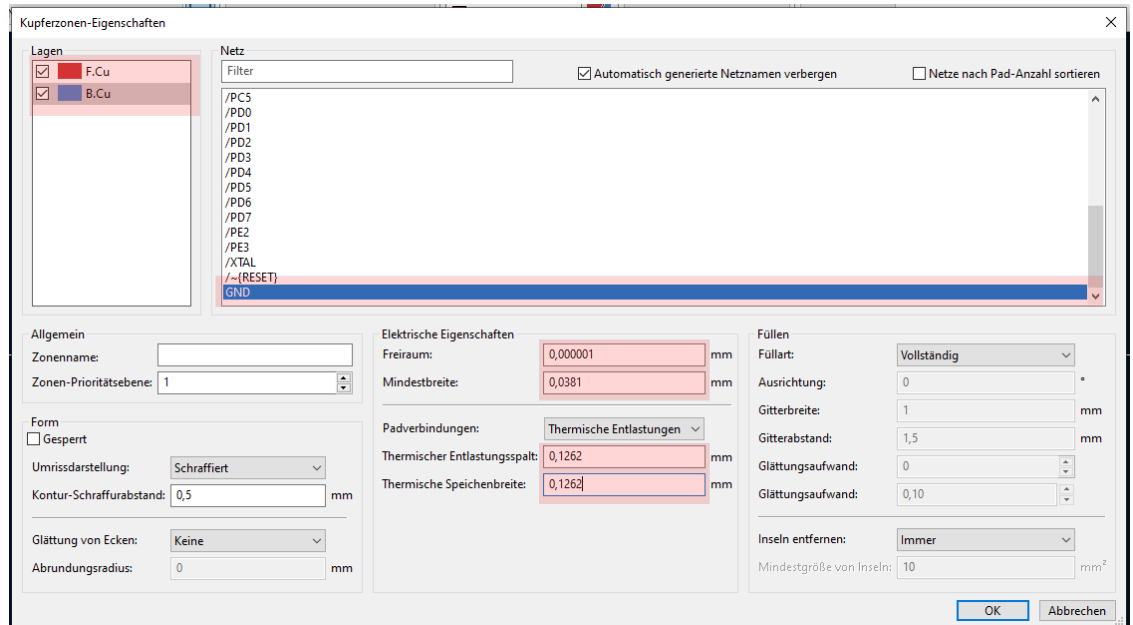 Kupferzonen-Eigenschaften
Lagen
F.Cu
B.Cu
Netz
Filter
Automatisch generierte Netznamen verbergen
Netze nach Pad-Anzahl sortieren
/PC5
/PD0
/PD1
/PD2
/PD3
/PD4
/PD5
/PD6
/PD7
/PE2
/PE3
/XTAL
/~{RESET}
GND
Allgemein
Zonenname:
Zonen-Prioritätsebene: 1
Form
Gesperrt
Umrissdarstellung: Schraffiert
Kontur-Schraffurabstand: 0,5 mm
Glättung von Ecken: Keine
Abrundungsradius: 0 mm
Elektrische Eigenschaften
Freiraum: 0,000001 mm
Mindestbreite: 0,0381 mm
Padverbindungen: Thermische Entlastungen
Thermischer Entlastungsspalt: 0,1262 mm
Thermische Speichenbreite: 0,1262 mm
Füllen
Füllart: Vollständig
Ausrichtung: 0 °
Gitterbreite: 1 mm
Gitterabstand: 1,5 mm
Glättungsaufwand: 0
Glättungsaufwand: 0,10
Inseln entfernen: Immer
Mindestgröße von Inseln: 10 mm²
OK Abbrechen